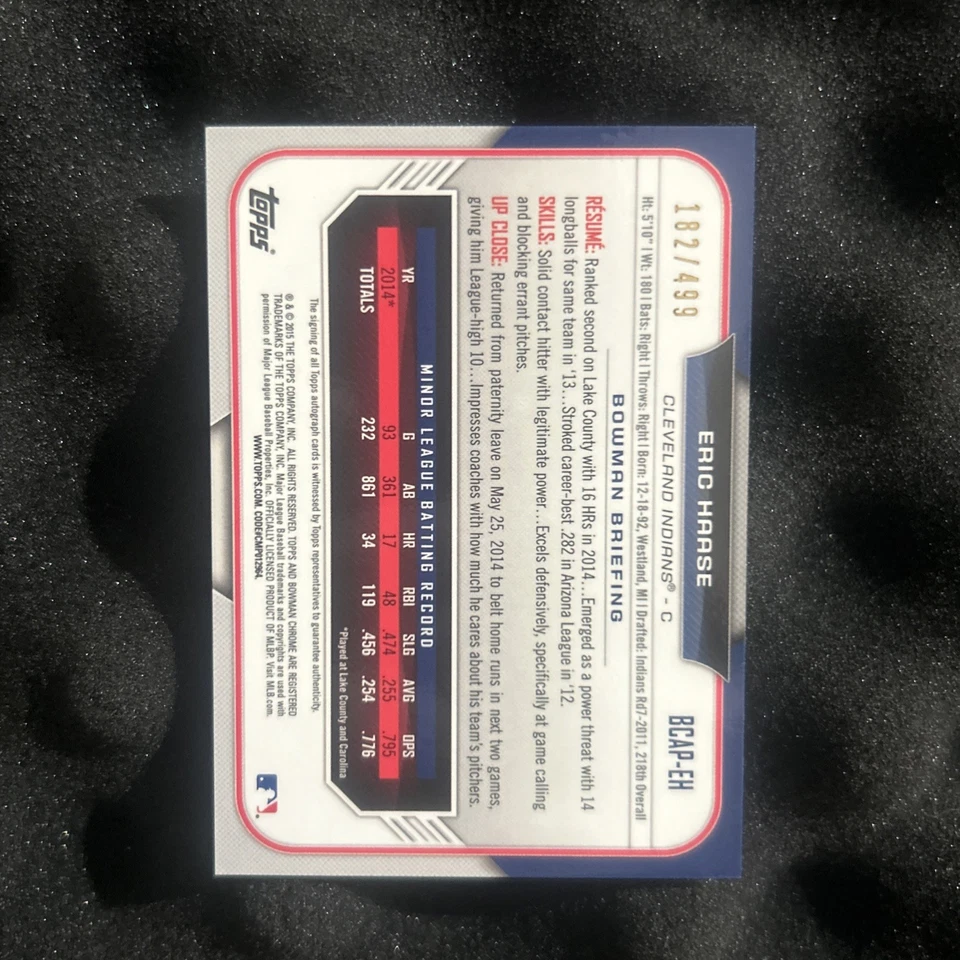 182/499
ERIC HAASE
CLEVELAND INDIANS® - C
BCAP-EH
Ht: 5'10" | Wt: 180 | Bats: Right | Throws: Right | Born: 12-18-92, Westland, MI | Drafted: Indians Rd7-2011, 218th Overall
BOWMAN BRIEFING
RÉSUMÉ: Ranked second on Lake County with 16 HRs in 2014...Emerged as a power threat with 14
longballs for same team in '13...Stroked career-best .282 in Arizona League in '12.
SKILLS: Solid contact hitter with legitimate power...Excels defensively, specifically at game calling
and blocking errant pitches.
UP CLOSE: Returned from paternity leave on May 25, 2014 to belt home runs in next two games,
giving him League-high 10...Impresses coaches with how much he cares about his team's pitchers.
MINOR LEAGUE BATTING RECORD
YR G AB HR RBI SLG AVG OPS
2014* 93 361 17 48 .474 .255 .795
TOTALS 232 861 34 119 .456 .254 .776
*Played at Lake County and Carolina
The signing of all Topps autograph cards is witnessed by Topps representatives to guarantee authenticity.
topps®
® & © 2015 THE TOPPS COMPANY, INC. ALL RIGHTS RESERVED. TOPPS AND BOWMAN CHROME ARE REGISTERED
TRADEMARKS OF THE TOPPS COMPANY, INC. Major League Baseball trademarks and copyrights are used with
permission of Major League Baseball Properties, Inc. OFFICIALLY LICENSED PRODUCT OF MLBP. Visit MLB.com.
WWW.TOPPS.COM. CODE#CMP012964.